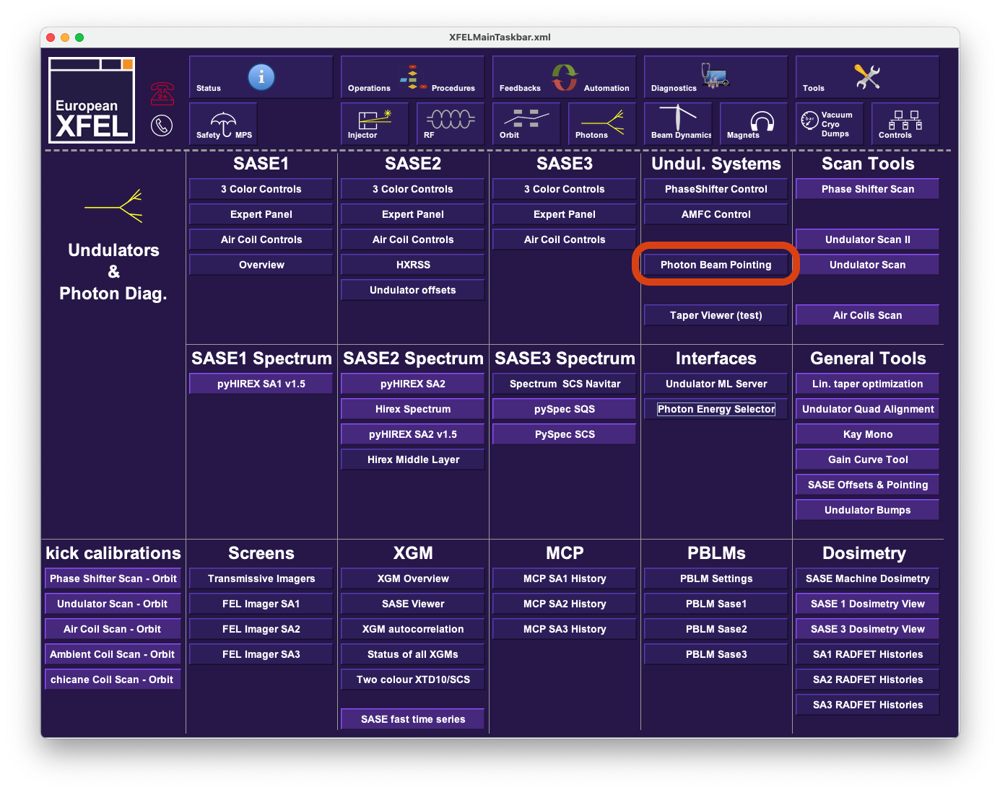 XFELMainTaskbar.xml
European
XFEL
24
Status
i
Operations
Procedures
Feedbacks
Automation
Diagnostics
Tools
Safety
MPS
Injector
RF
Orbit
Photons
Beam Dynamics
Magnets
bar
Vacuum
Cryo
Dumps
Controls
Undulators
&
Photon Diag.
SASE1
3 Color Controls
Expert Panel
Air Coil Controls
Overview
SASE2
3 Color Controls
Expert Panel
Air Coil Controls
HXRSS
Undulator offsets
SASE3
3 Color Controls
Expert Panel
Air Coil Controls
Undul. Systems
PhaseShifter Control
AMFC Control
Photon Beam Pointing
Taper Viewer (test)
Scan Tools
Phase Shifter Scan
Undulator Scan II
Undulator Scan
Air Coils Scan
SASE1 Spectrum
pyHIREX SA1 v1.5
SASE2 Spectrum
pyHIREX SA2
Hirex Spectrum
pyHIREX SA2 v1.5
Hirex Middle Layer
SASE3 Spectrum
Spectrum  SCS Navitar
pySpec SQS
PySpec SCS
Interfaces
Undulator ML Server
Photon Energy Selector
General Tools
Lin. taper optimization
Undulator Quad Alignment
Kay Mono
Gain Curve Tool
SASE Offsets & Pointing
Undulator Bumps
kick calibrations
Phase Shifter Scan - Orbit
Undulator Scan - Orbit
Air Coil Scan - Orbit
Ambient Coil Scan - Orbit
chicane Coil Scan - Orbit
Screens
Transmissive Imagers
FEL Imager SA1
FEL Imager SA2
FEL Imager SA3
XGM
XGM Overview
SASE Viewer
XGM autocorrelation
Status of all XGMs
Two colour XTD10/SCS
SASE fast time series
MCP
MCP SA1 History
MCP SA2 History
MCP SA3 History
PBLMs
PBLM Settings
PBLM Sase1
PBLM Sase2
PBLM Sase3
Dosimetry
SASE Machine Dosimetry
SASE 1 Dosimetry View
SASE 3 Dosimetry View
SA1 RADFET Histories
SA2 RADFET Histories
SA3 RADFET Histories